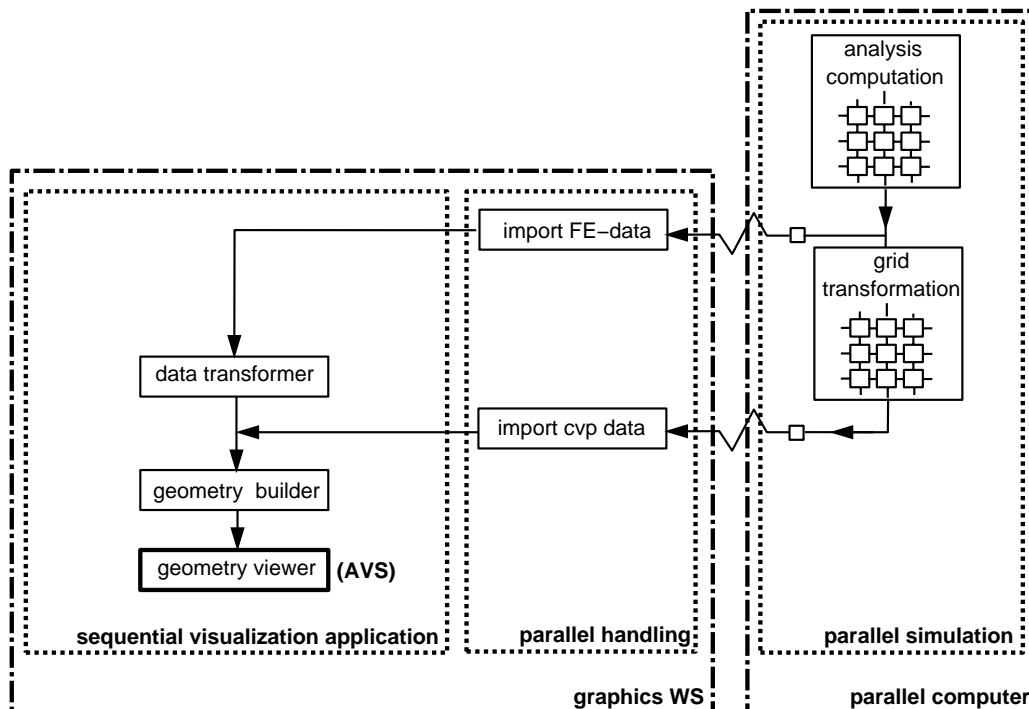 analysis
computation
import FE−data
grid
transformation
data transformer
import cvp data
geometry builder
geometry viewer (AVS)
sequential visualization application
parallel handling
parallel simulation
graphics WS
parallel computer